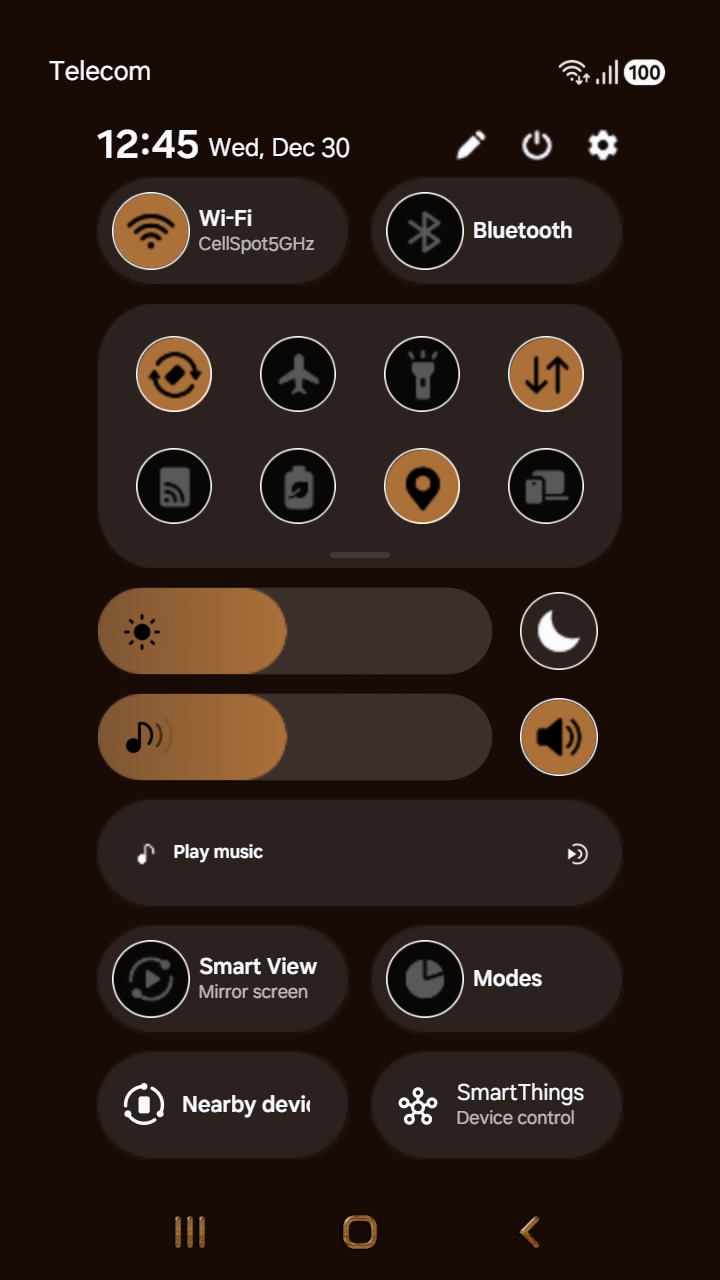 Telecom
100
12:45 Wed, Dec 30
Wi-Fi
CellSpot5GHz
Bluetooth
Play music
Smart View
Mirror screen
Modes
Nearby devi
SmartThings
Device control